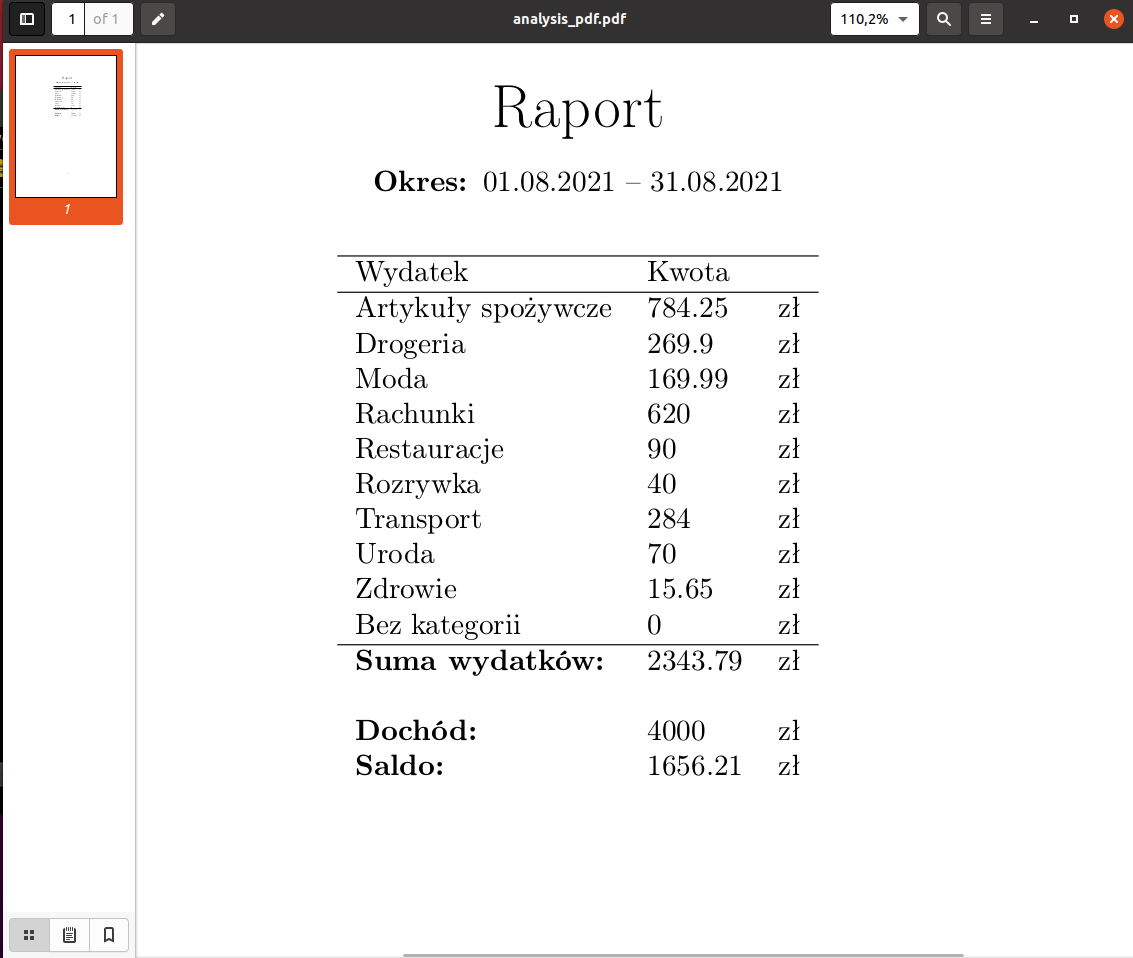 1 of 1 analysis_pdf.pdf 110,2%
1
Raport
Okres: 01.08.2021 – 31.08.2021
Wydatek Kwota
Artykuły spożywcze 784.25 zł
Drogeria 269.9 zł
Moda 169.99 zł
Rachunki 620 zł
Restauracje 90 zł
Rozrywka 40 zł
Transport 284 zł
Uroda 70 zł
Zdrowie 15.65 zł
Bez kategorii 0 zł
Suma wydatków: 2343.79 zł
Dochód: 4000 zł
Saldo: 1656.21 zł